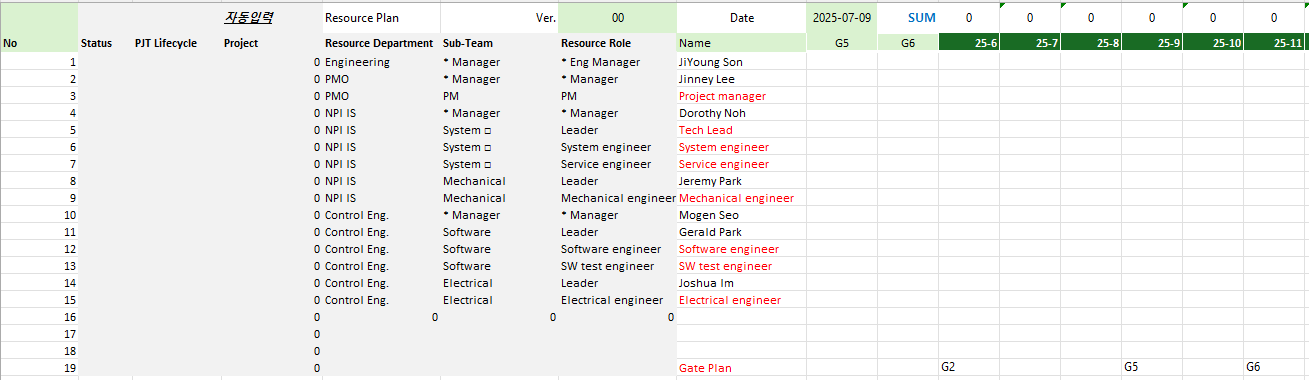 자동입력 Resource Plan Ver. 00 Date 2025-07-09 SUM 0 0 0 0 0 0
No Status PJT Lifecycle Project Resource Department Sub-Team Resource Role Name G5 G6 25-6 25-7 25-8 25-9 25-10 25-11
1 0 Engineering * Manager * Eng Manager JiYoung Son
2 0 PMO * Manager * Manager Jinney Lee
3 0 PMO PM PM Project manager
4 0 NPI IS * Manager * Manager Dorothy Noh
5 0 NPI IS System □ Leader Tech Lead
6 0 NPI IS System □ System engineer System engineer
7 0 NPI IS System □ Service engineer Service engineer
8 0 NPI IS Mechanical Leader Jeremy Park
9 0 NPI IS Mechanical Mechanical engineer Mechanical engineer
10 0 Control Eng. * Manager * Manager Mogen Seo
11 0 Control Eng. Software Leader Gerald Park
12 0 Control Eng. Software Software engineer Software engineer
13 0 Control Eng. Software SW test engineer SW test engineer
14 0 Control Eng. Electrical Leader Joshua Im
15 0 Control Eng. Electrical Electrical engineer Electrical engineer
16 0 0 0 0
17 0
18 0
19 0 Gate Plan G2 G5 G6